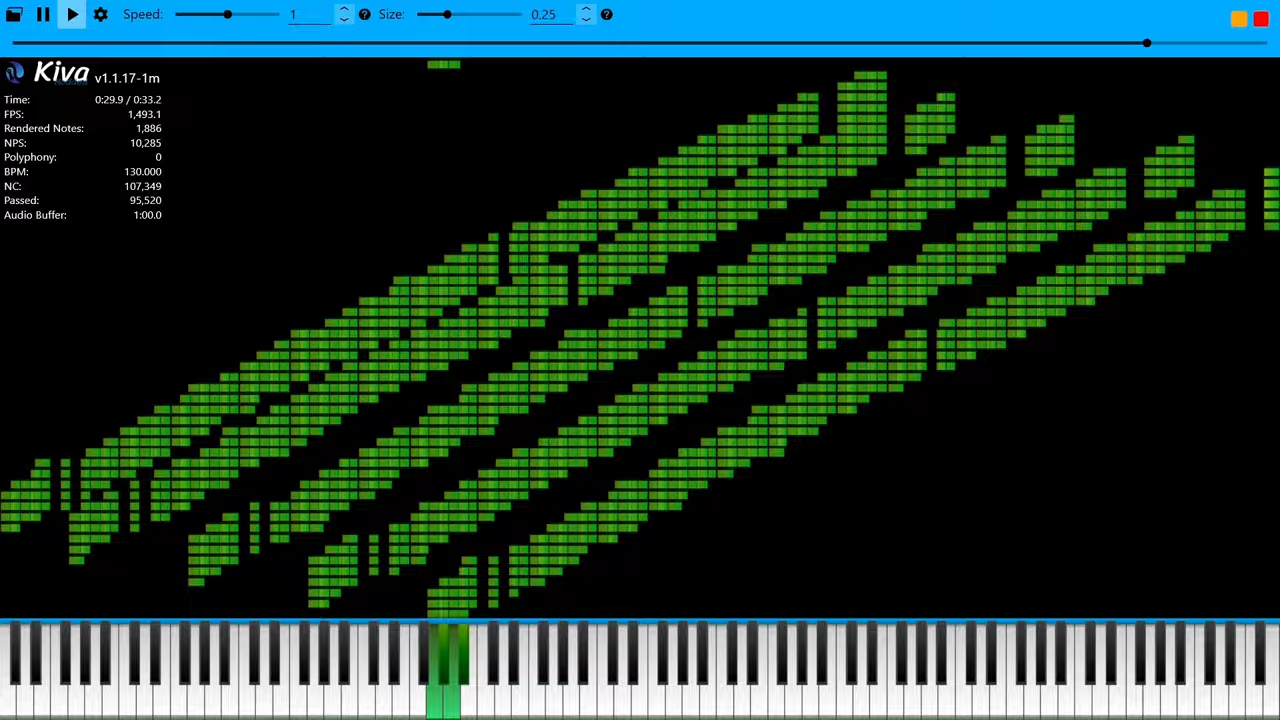 Speed: 1 Size: 0.25
Kiva v1.1.17-1m
Time: 0:29.9 / 0:33.2
FPS: 1,493.1
Rendered Notes: 1,886
NPS: 10,285
Polyphony: 0
BPM: 130.000
NC: 107,349
Passed: 95,520
Audio Buffer: 1:00.0